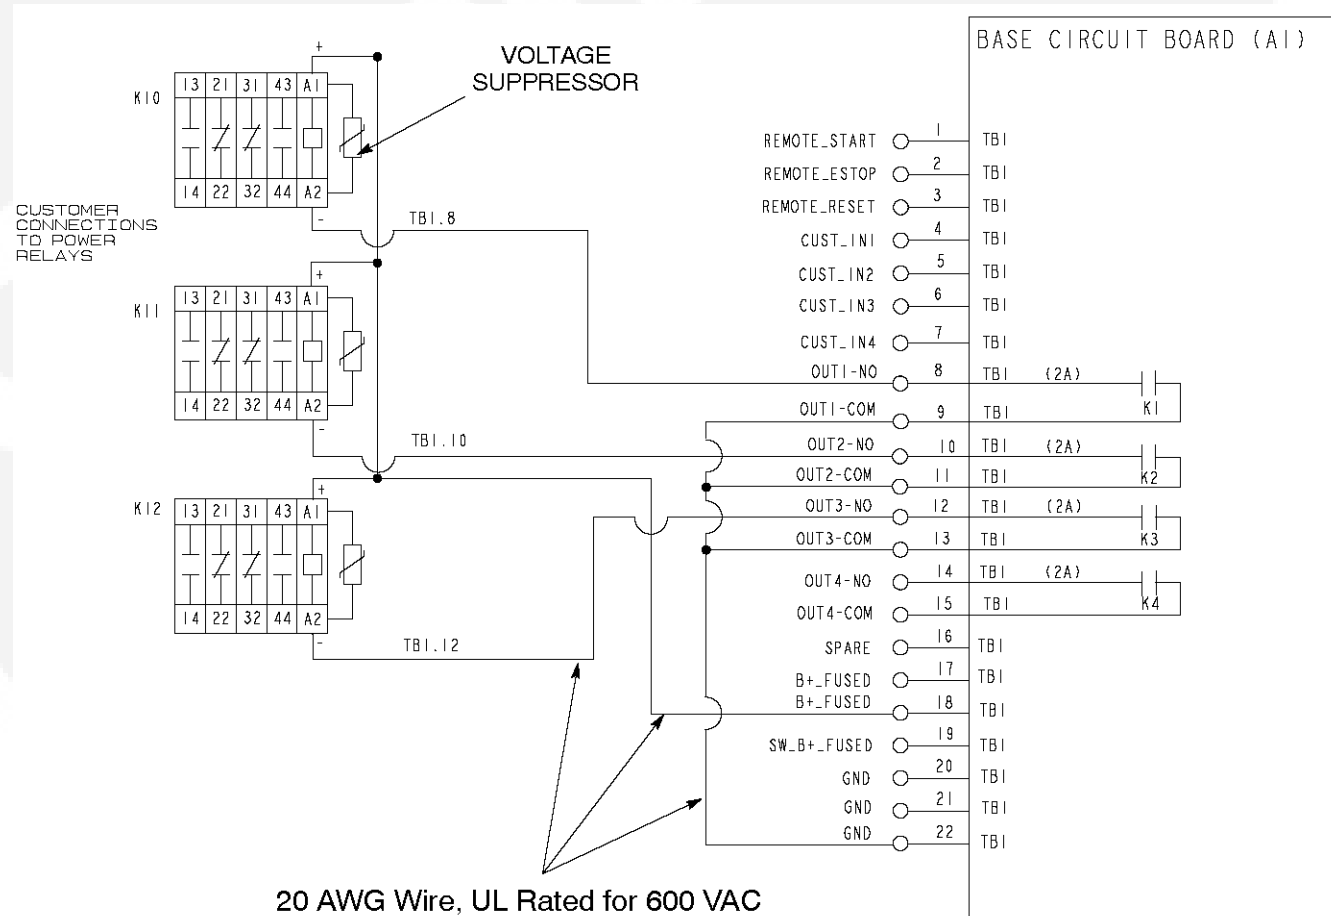 BASE CIRCUIT BOARD (A1)
VOLTAGE
SUPPRESSOR
+
K10
13 21 31 43 A1
14 22 32 44 A2
-
TB1.8
CUSTOMER
CONNECTIONS
TO POWER
RELAYS
+
K11
13 21 31 43 A1
14 22 32 44 A2
-
TB1.10
+
K12
13 21 31 43 A1
14 22 32 44 A2
-
TB1.12
REMOTE_START 1 TB1
REMOTE_ESTOP 2 TB1
REMOTE_RESET 3 TB1
CUST_IN1 4 TB1
CUST_IN2 5 TB1
CUST_IN3 6 TB1
CUST_IN4 7 TB1
OUT1-NO 8 TB1 (2A)
K1
OUT1-COM 9 TB1
OUT2-NO 10 TB1 (2A)
K2
OUT2-COM 11 TB1
OUT3-NO 12 TB1 (2A)
K3
OUT3-COM 13 TB1
OUT4-NO 14 TB1 (2A)
K4
OUT4-COM 15 TB1
SPARE 16 TB1
B+_FUSED 17 TB1
B+_FUSED 18 TB1
SW_B+_FUSED 19 TB1
GND 20 TB1
GND 21 TB1
GND 22 TB1
20 AWG Wire, UL Rated for 600 VAC